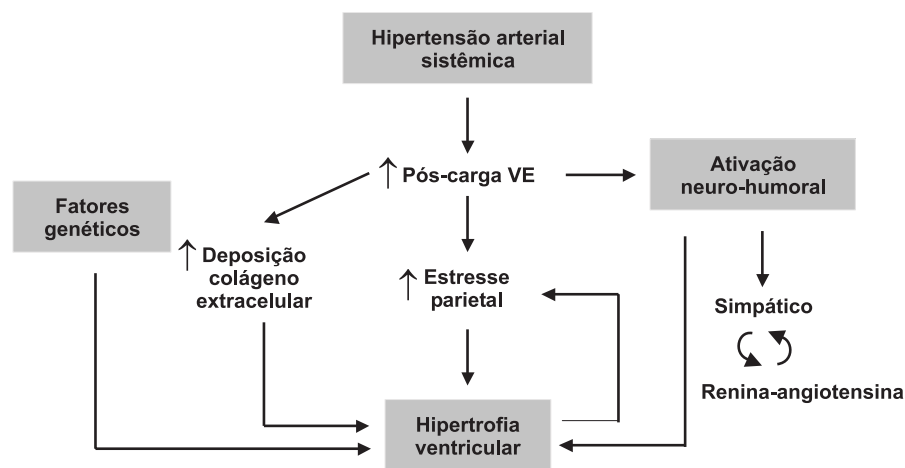 Hipertensão arterial
sistêmica
↑ Pós-carga VE
Ativação
neuro-humoral
Fatores
genéticos
↑ Deposição
colágeno
extracelular
↑ Estresse
parietal
Simpático
Renina-angiotensina
Hipertrofia
ventricular